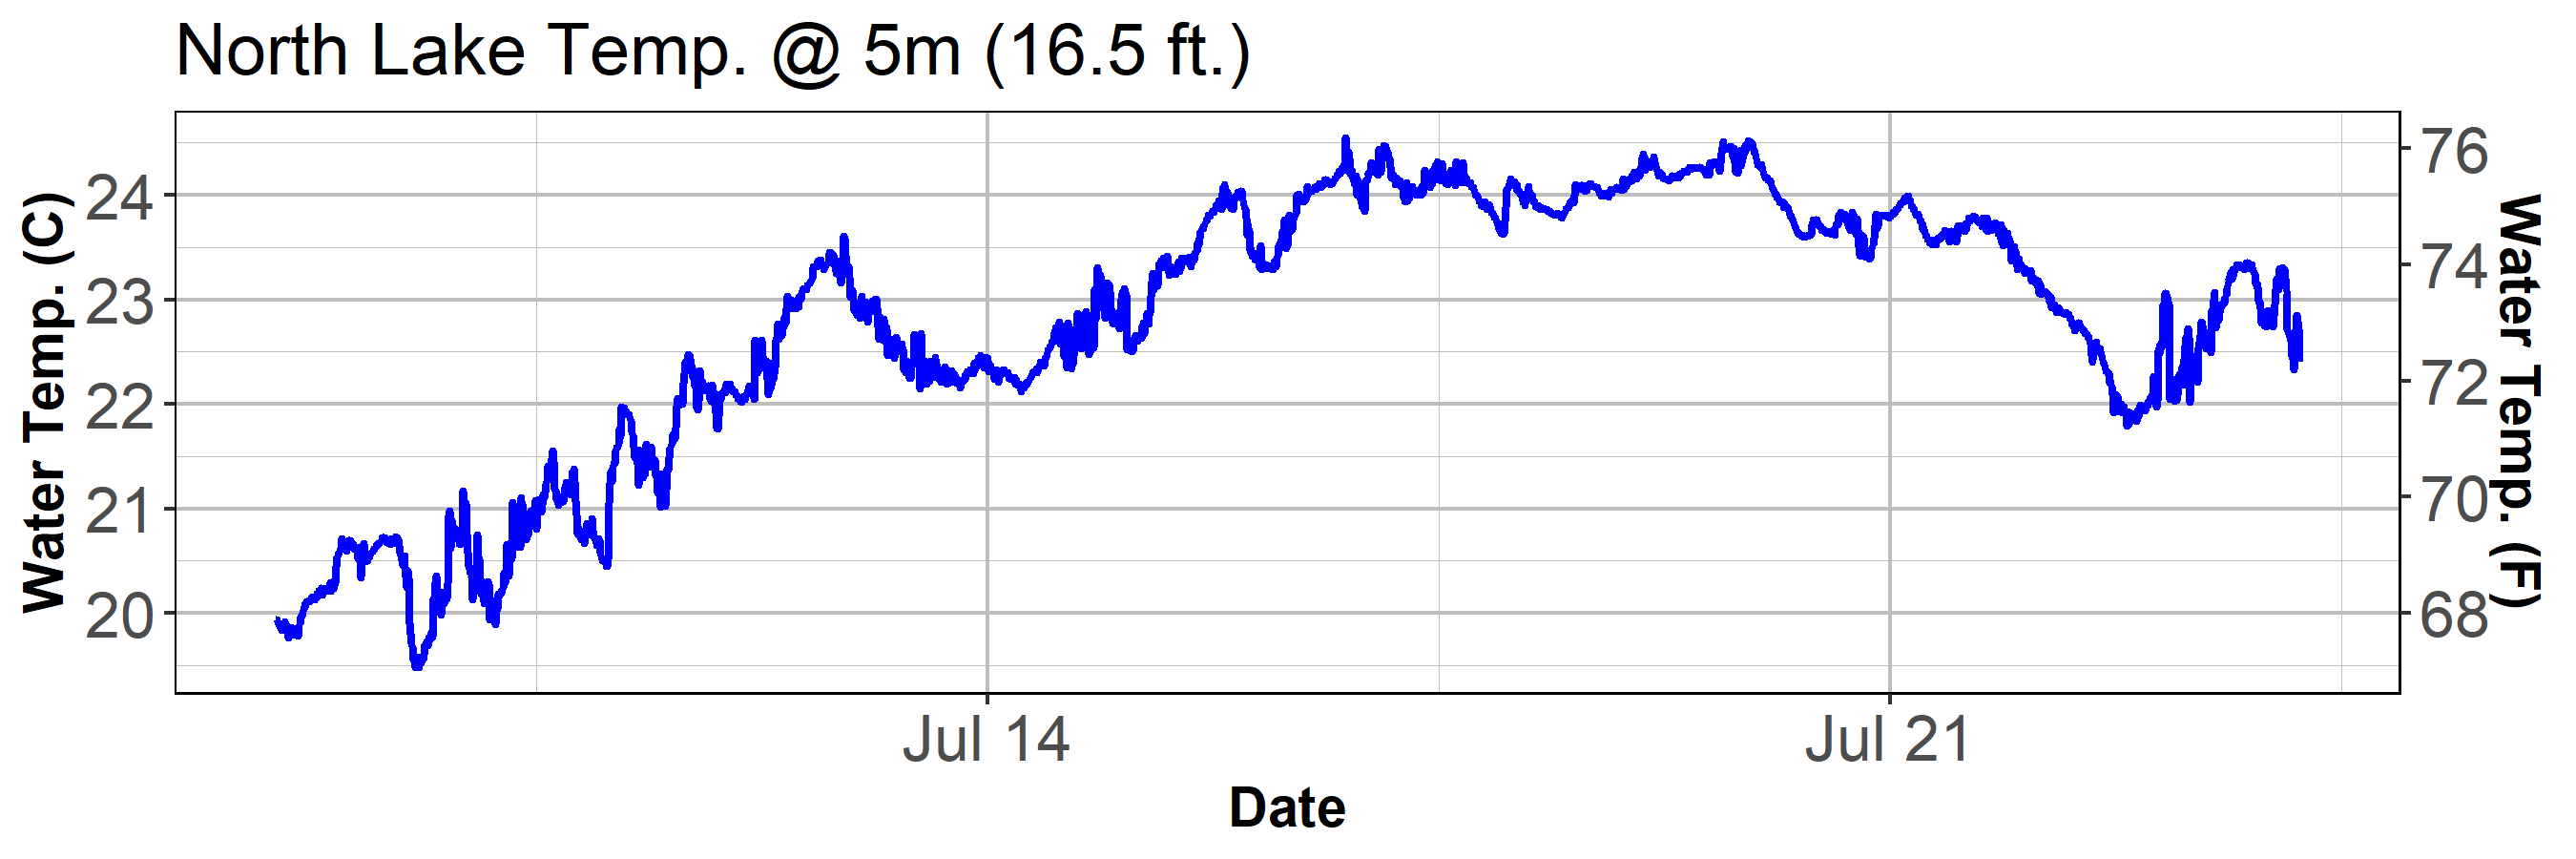 North Lake Temp. @ 5m (16.5 ft.)
Water Temp. (C)
24
23
22
21
20
76
74
72
70
68
Water Temp. (F)
Jul 14
Jul 21
Date